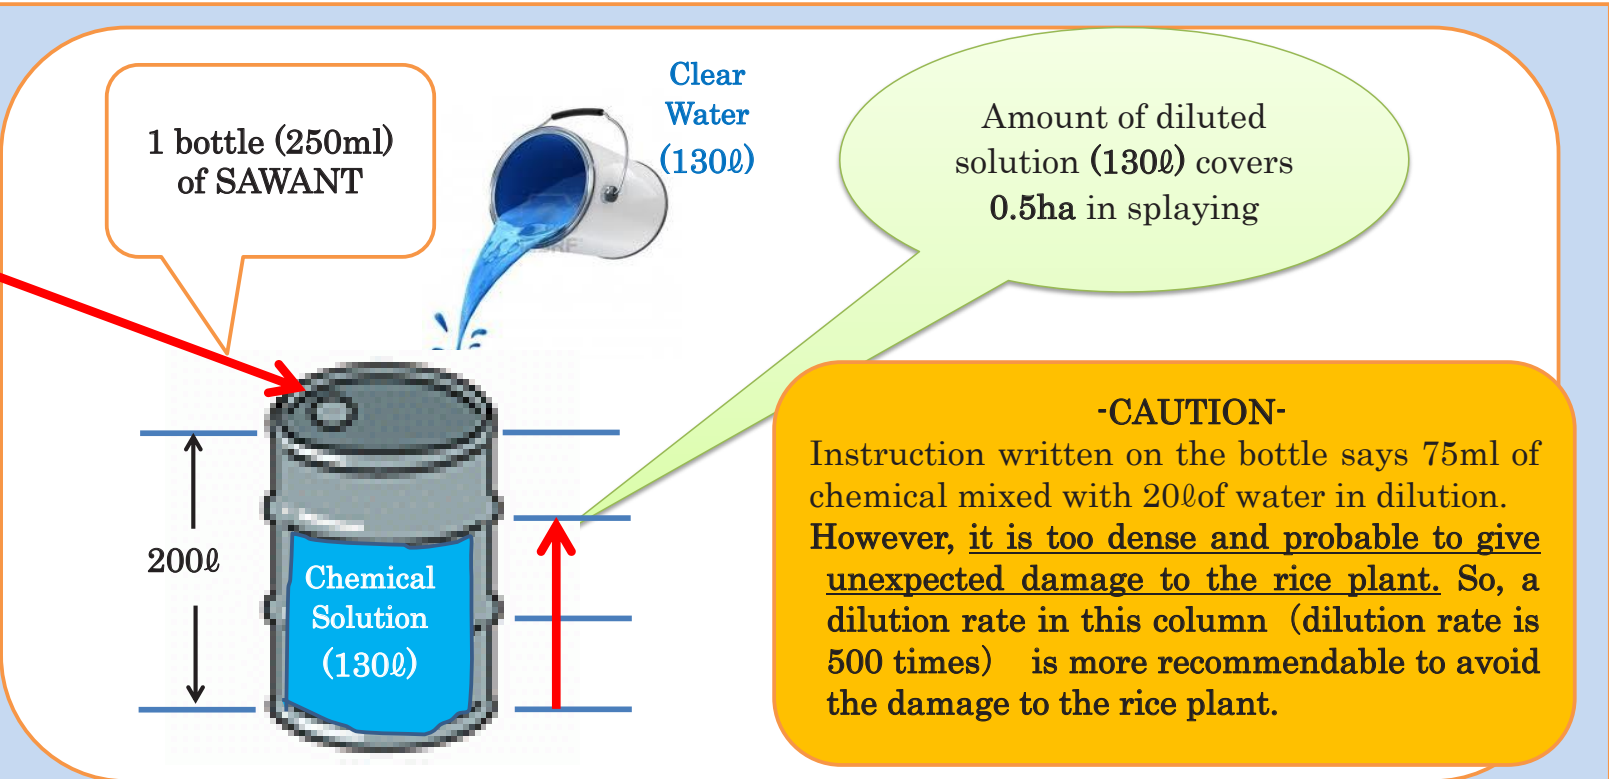 1 bottle (250ml)
of SAWANT
Clear
Water
(130ℓ)
Amount of diluted
solution (130ℓ) covers
0.5ha in splaying
200ℓ
Chemical
Solution
(130ℓ)
-CAUTION-
Instruction written on the bottle says 75ml of
chemical mixed with 20ℓof water in dilution.
However, it is too dense and probable to give
unexpected damage to the rice plant. So, a
dilution rate in this column（dilution rate is
500 times） is more recommendable to avoid
the damage to the rice plant.